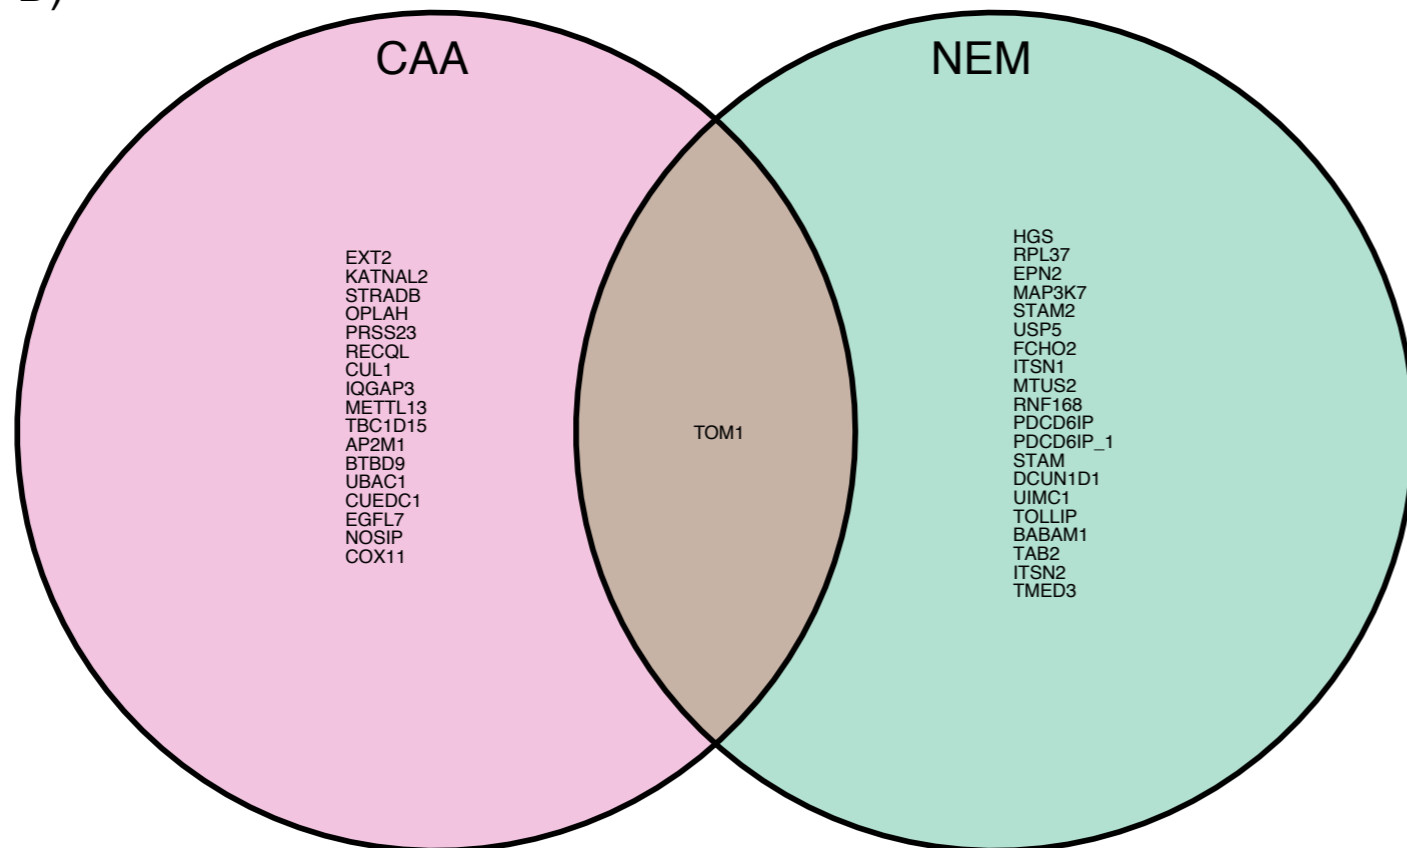 CAA
NEM
EXT2
KATNAL2
STRADB
OPLAH
PRSS23
RECQL
CUL1
IQGAP3
METTL13
TBC1D15
AP2M1
BTBD9
UBAC1
CUEDC1
EGFL7
NOSIP
COX11
TOM1
HGS
RPL37
EPN2
MAP3K7
STAM2
USP5
FCHO2
ITSN1
MTUS2
RNF168
PDCD6IP
PDCD6IP_1
STAM
DCUN1D1
UIMC1
TOLLIP
BABAM1
TAB2
ITSN2
TMED3